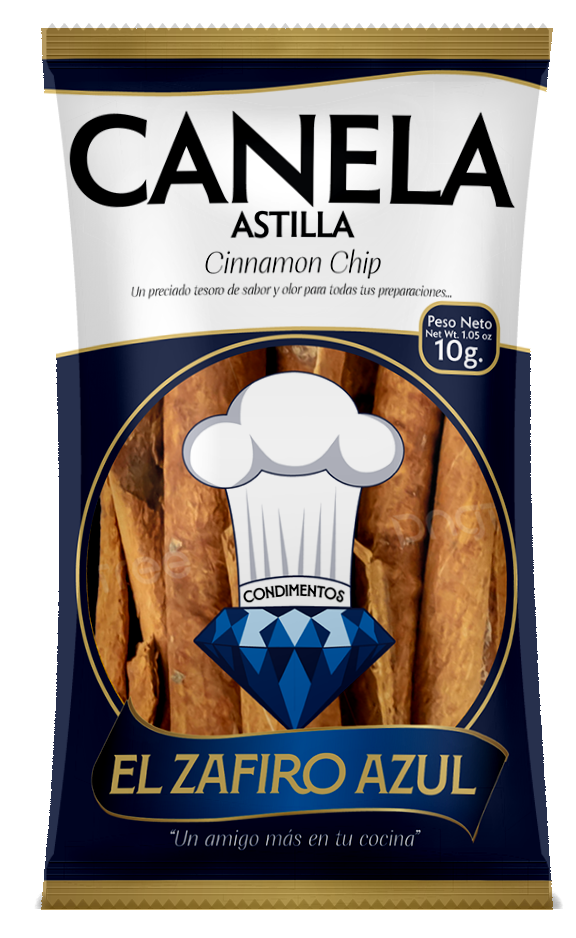 CANELA
ASTILLA
Cinnamon Chip
Un preciado tesoro de sabor y olor para todas tus preparaciones...
Peso Neto
Net Wt. 1.05 oz
10g.
CONDIMENTOS
EL ZAFIRO AZUL
“Un amigo más en tu cocina”